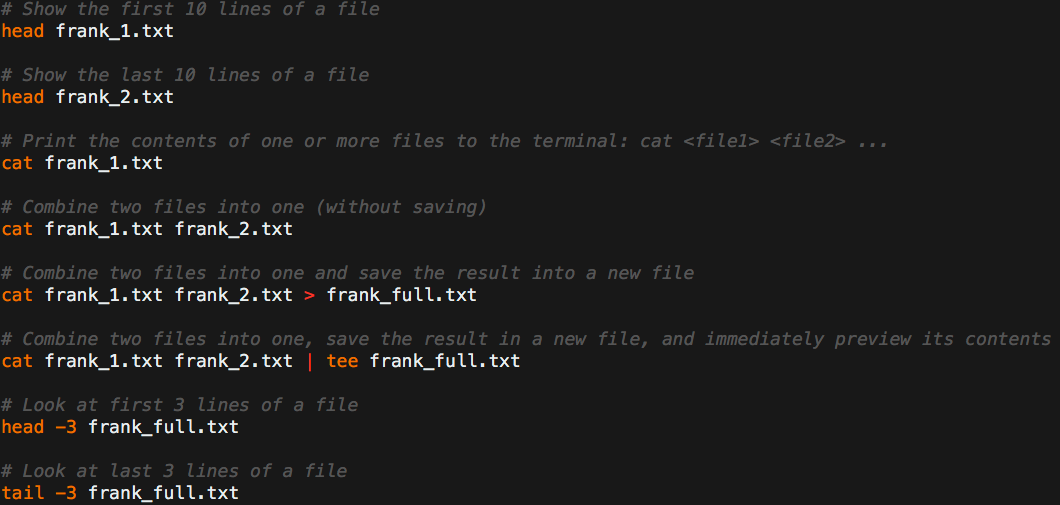 # Show the first 10 lines of a file
head frank_1.txt
# Show the last 10 lines of a file
head frank_2.txt
# Print the contents of one or more files to the terminal: cat <file1> <file2> ...
cat frank_1.txt
# Combine two files into one (without saving)
cat frank_1.txt frank_2.txt
# Combine two files into one and save the result into a new file
cat frank_1.txt frank_2.txt > frank_full.txt
# Combine two files into one, save the result in a new file, and immediately preview its contents
cat frank_1.txt frank_2.txt | tee frank_full.txt
# Look at first 3 lines of a file
head -3 frank_full.txt
# Look at last 3 lines of a file
tail -3 frank_full.txt